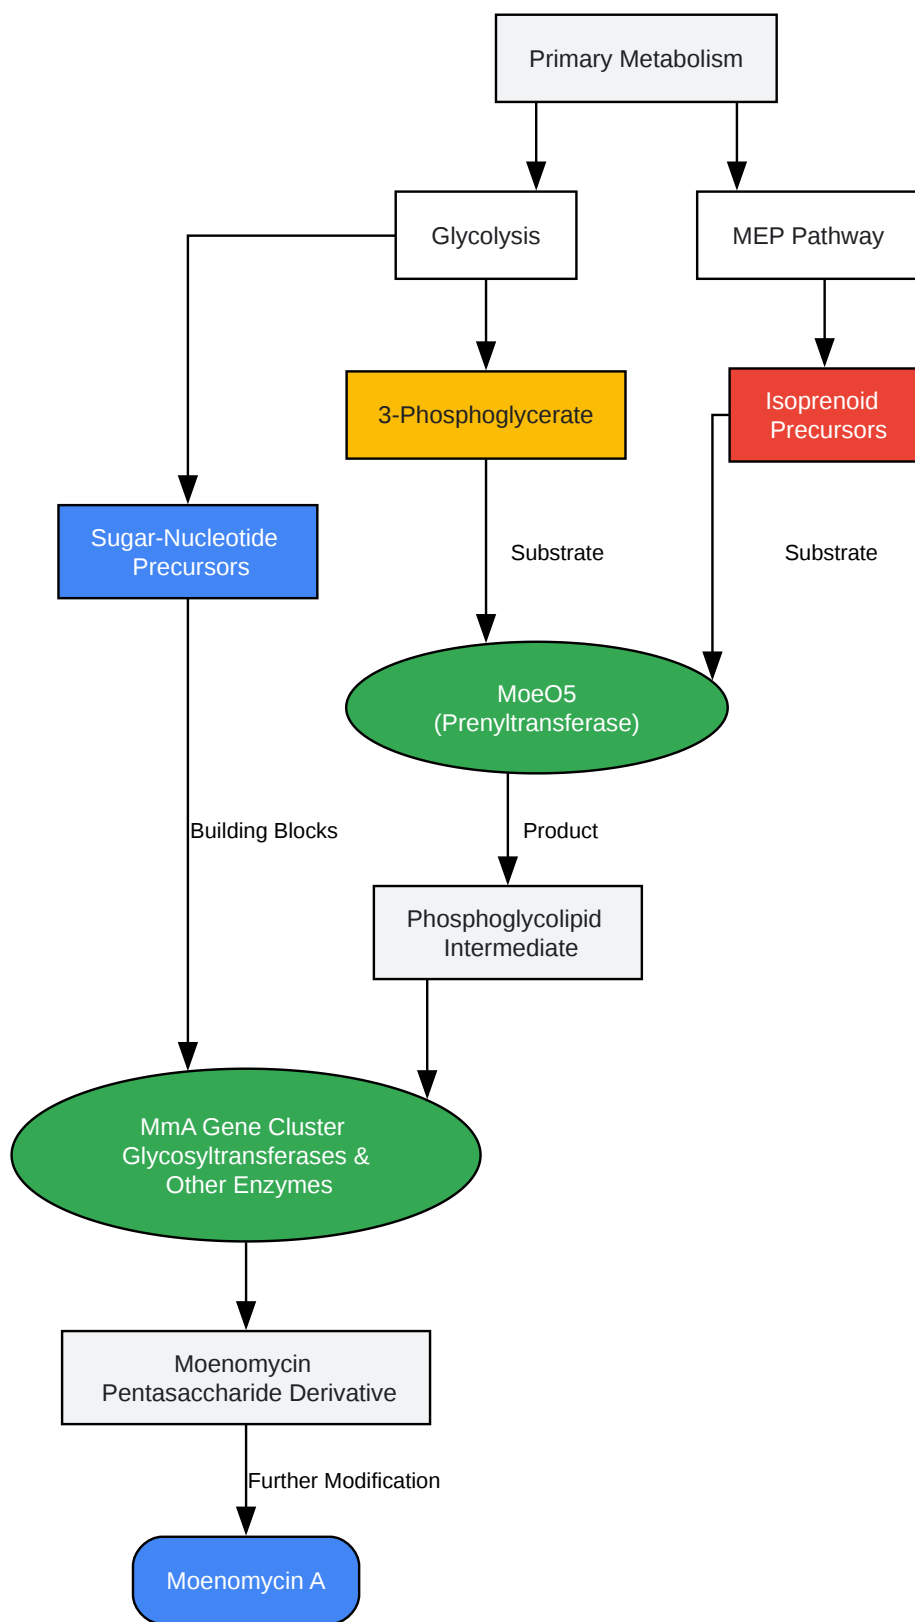 Primary Metabolism
Glycolysis
MEP Pathway
3-Phosphoglycerate
Isoprenoid
Precursors
Sugar-Nucleotide
Precursors
Substrate
Substrate
MoeO5
(Prenyltransferase)
Building Blocks
Product
Phosphoglycolipid
Intermediate
MmA Gene Cluster
Glycosyltransferases &
Other Enzymes
Moenomycin
Pentasaccharide Derivative
Further Modification
Moenomycin A